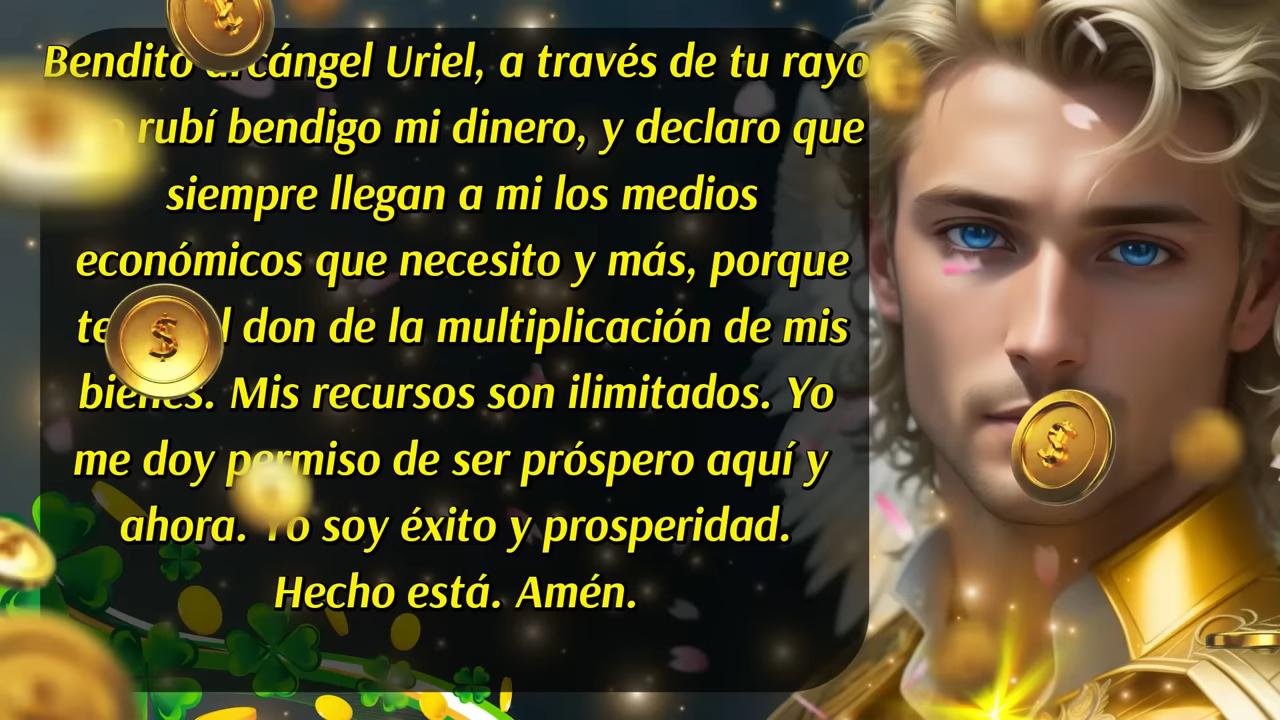 Bendito arcángel Uriel, a través de tu rayo
rubí bendigo mi dinero, y declaro que
siempre llegan a mi los medios
económicos que necesito y más, porque
don de la multiplicación de mis
bienes. Mis recursos son ilimitados. Yo
me doy permiso de ser próspero aquí y
ahora. Yo soy éxito y prosperidad.
Hecho está. Amén.